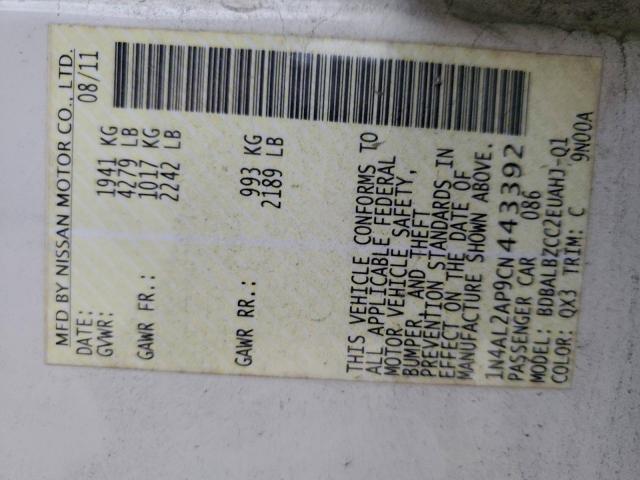 MFD BY NISSAN MOTOR CO., LTD.
DATE: 08/11
GVWR: 1941 KG
4279 LB
GAWR FR.: 1017 KG
2242 LB
GAWR RR.: 993 KG
2189 LB
THIS VEHICLE CONFORMS TO
ALL APPLICABLE FEDERAL
MOTOR VEHICLE SAFETY,
BUMPER, AND THEFT
PREVENTION STANDARDS IN
EFFECT ON THE DATE OF
MANUFACTURE SHOWN ABOVE.
1N4AL2AP9CN443392
PASSENGER CAR 086
MODEL: BDBALBZCC2EUAHJ-Q1
COLOR: QX3 TRIM: C 9N00A